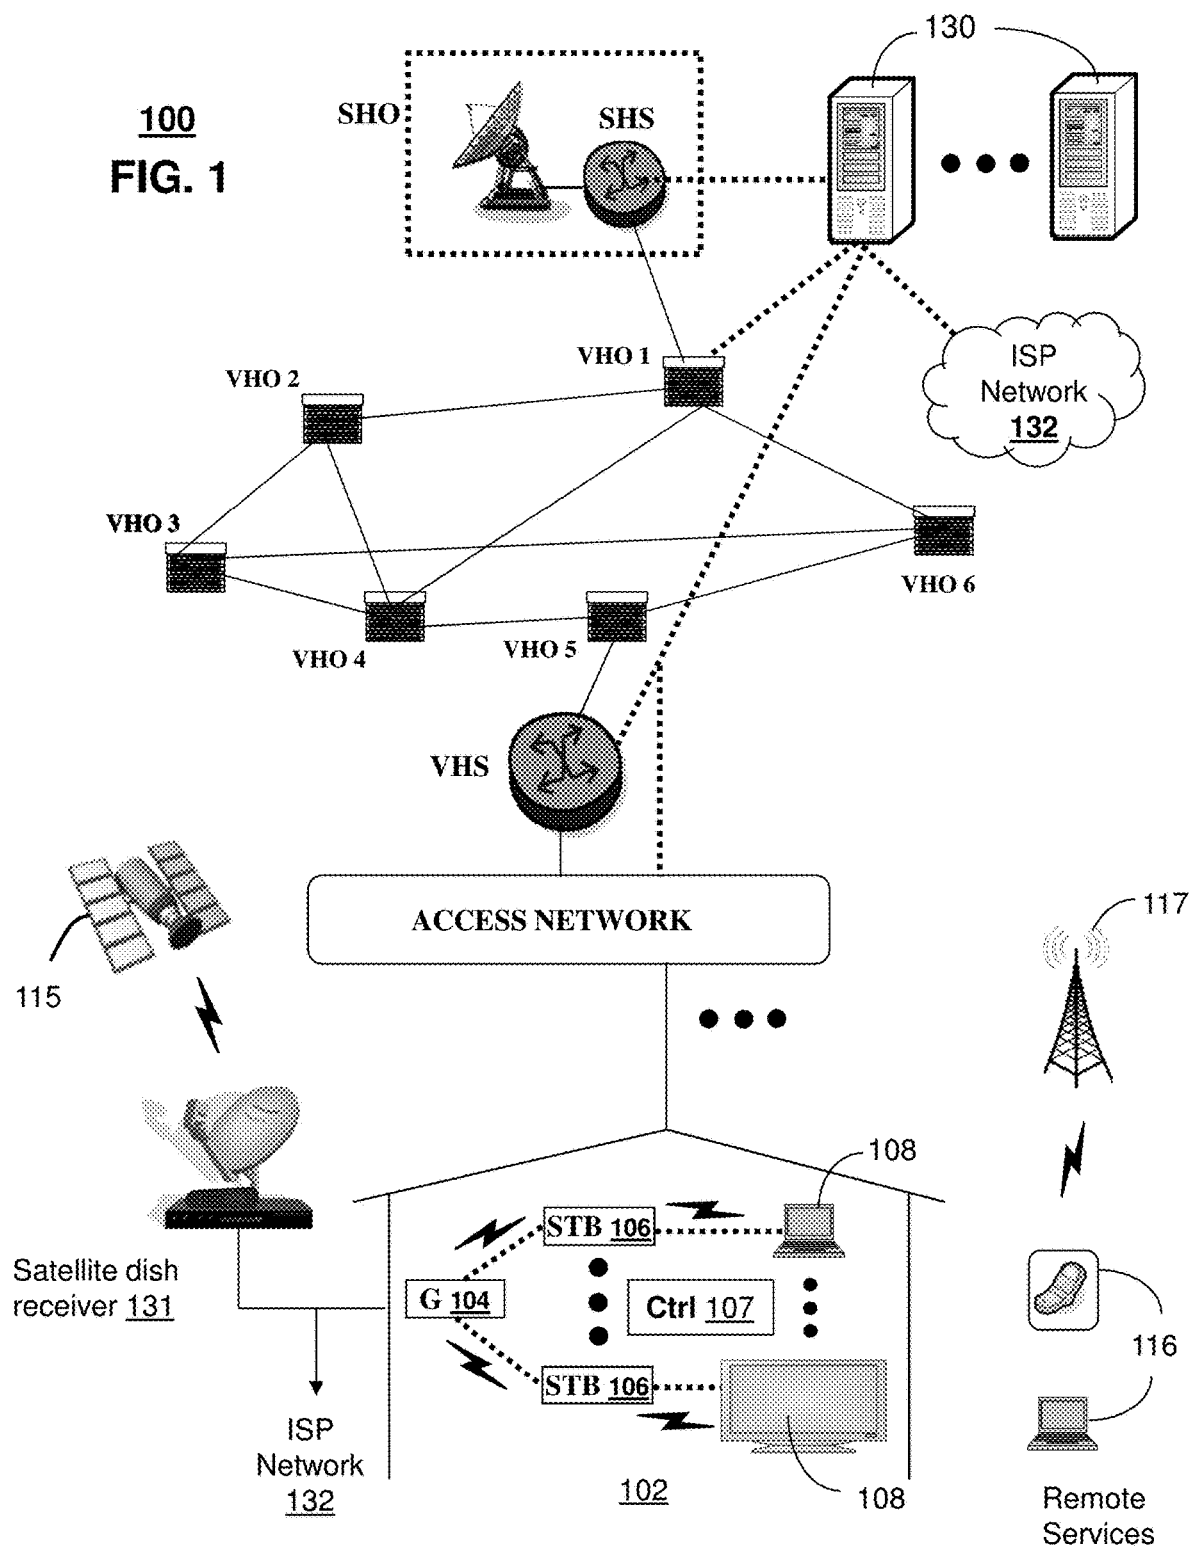 130
100
FIG. 1
SHO
SHS
ISP
Network
132
VHO 1
VHO 2
VHO 3
VHO 6
VHO 4
VHO 5
VHS
ACCESS NETWORK
117
115
108
STB 106
Satellite dish
receiver 131
G 104
Ctrl 107
116
STB 106
ISP
Network
132
102
108
Remote
Services